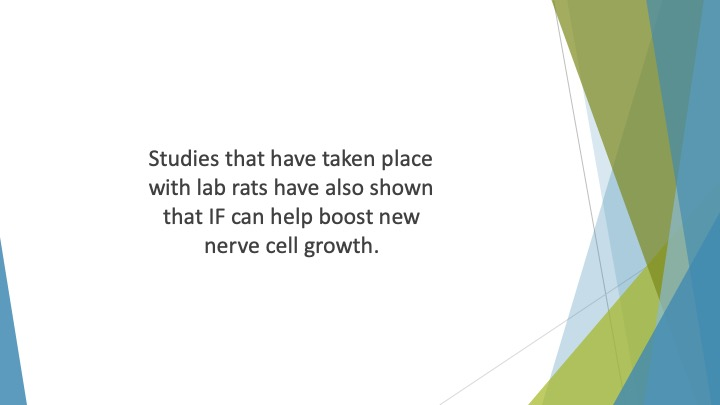 Studies that have taken place
with lab rats have also shown
that IF can help boost new
nerve cell growth.